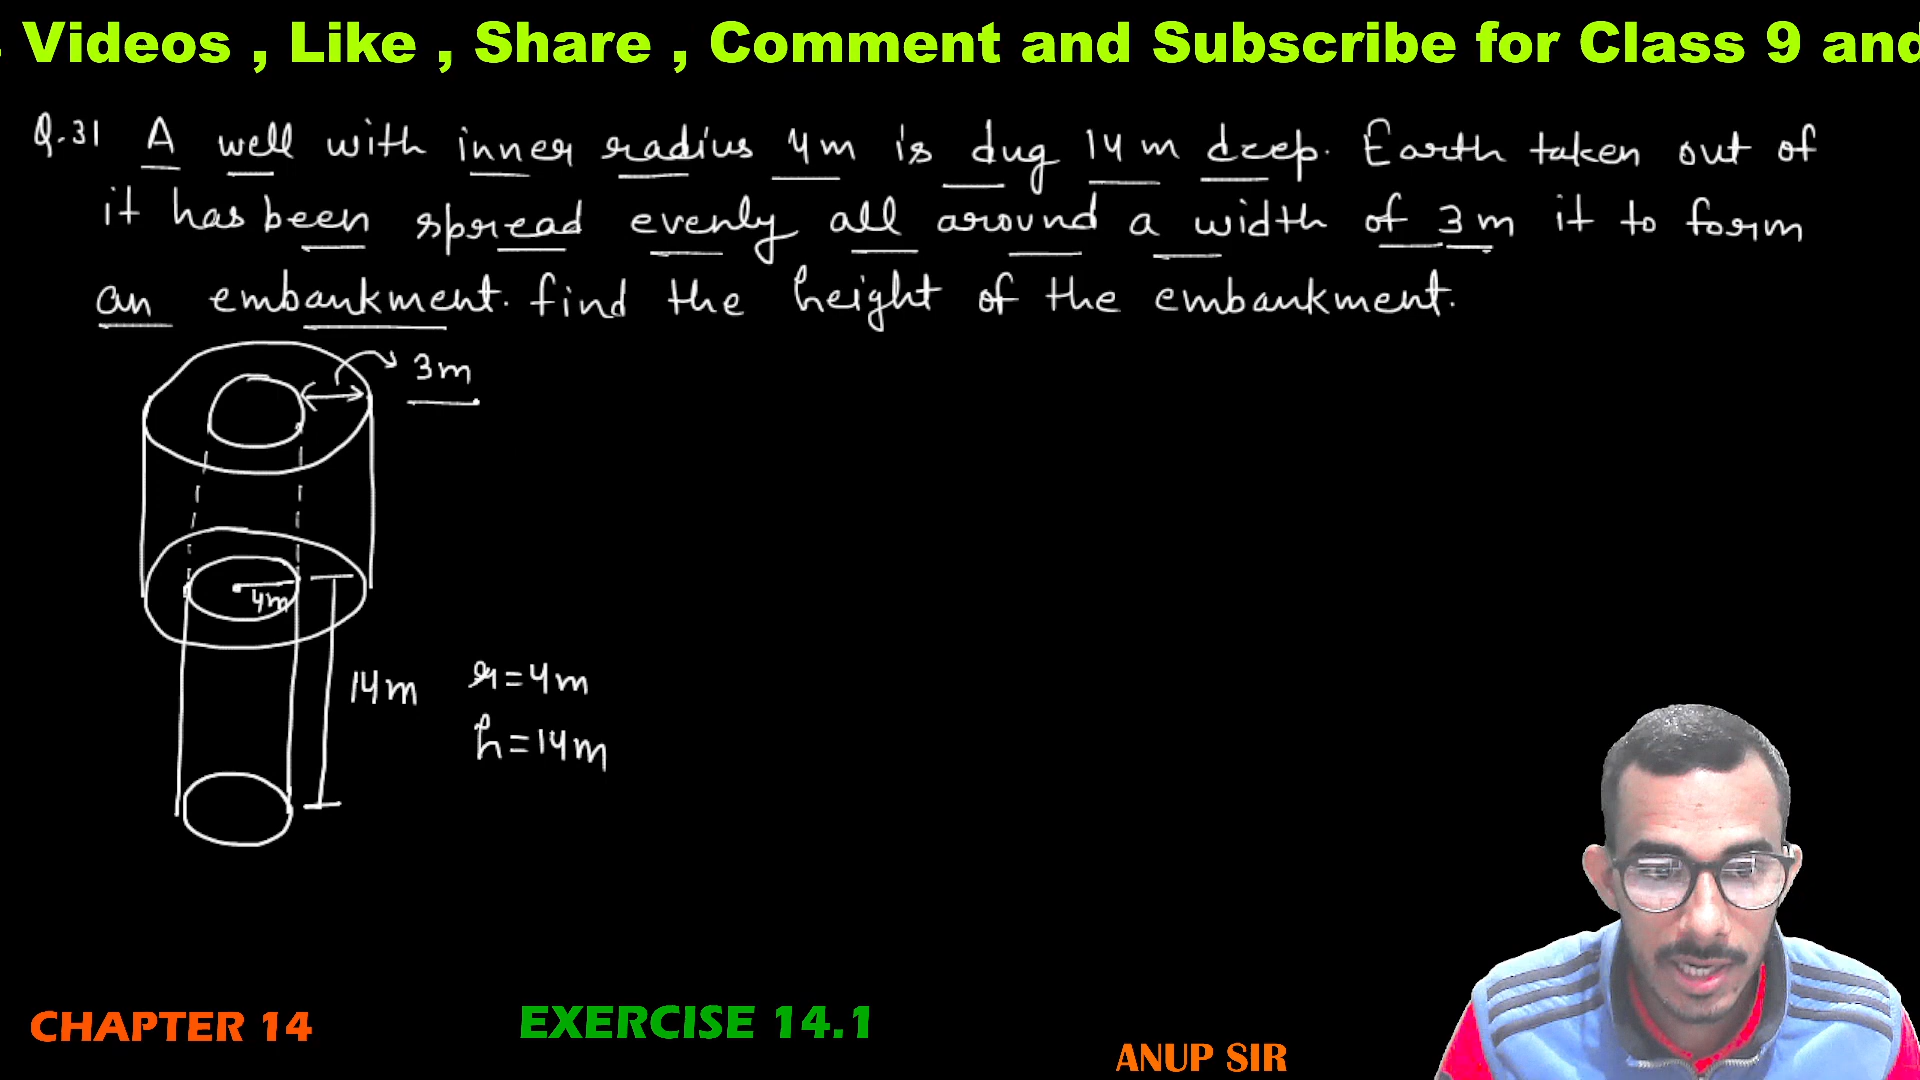 Videos , Like , Share , Comment and Subscribe for Class 9 and
Q.31 A well with inner radius 4m is dug 14 m deep. Earth taken out of
it has been spread evenly all around a width of 3m it to form
an embankment. find the height of the embankment.
3m
4m
14m
r=4m
h=14m
CHAPTER 14
EXERCISE 14.1
ANUP SIR